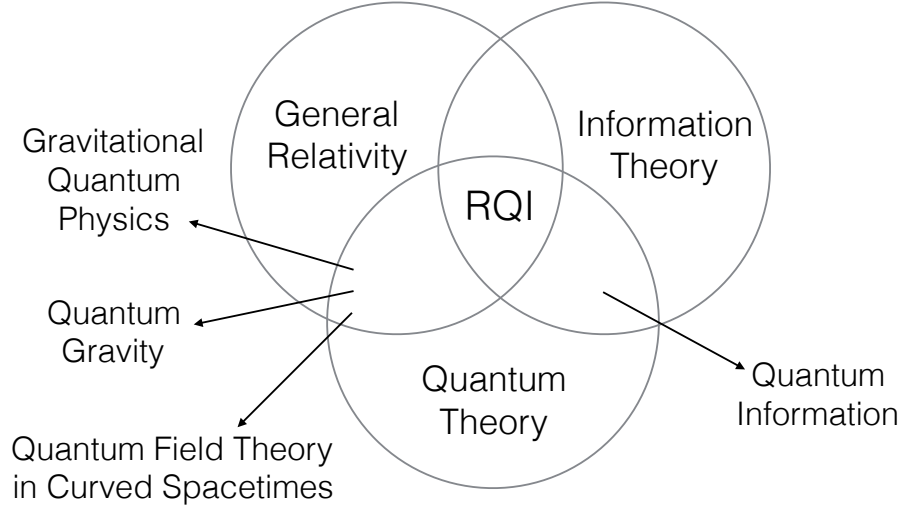 General
Relativity
Information
Theory
Gravitational
Quantum
Physics
RQI
Quantum
Gravity
Quantum
Theory
Quantum
Information
Quantum Field Theory
in Curved Spacetimes